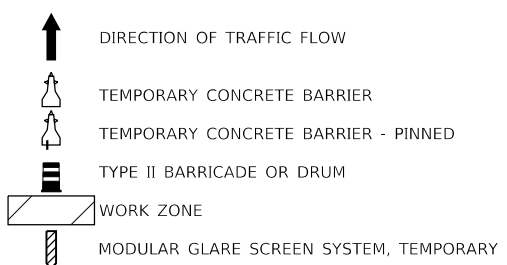 DIRECTION OF TRAFFIC FLOW
TEMPORARY CONCRETE BARRIER
TEMPORARY CONCRETE BARRIER - PINNED
TYPE II BARRICADE OR DRUM
WORK ZONE
MODULAR GLARE SCREEN SYSTEM, TEMPORARY